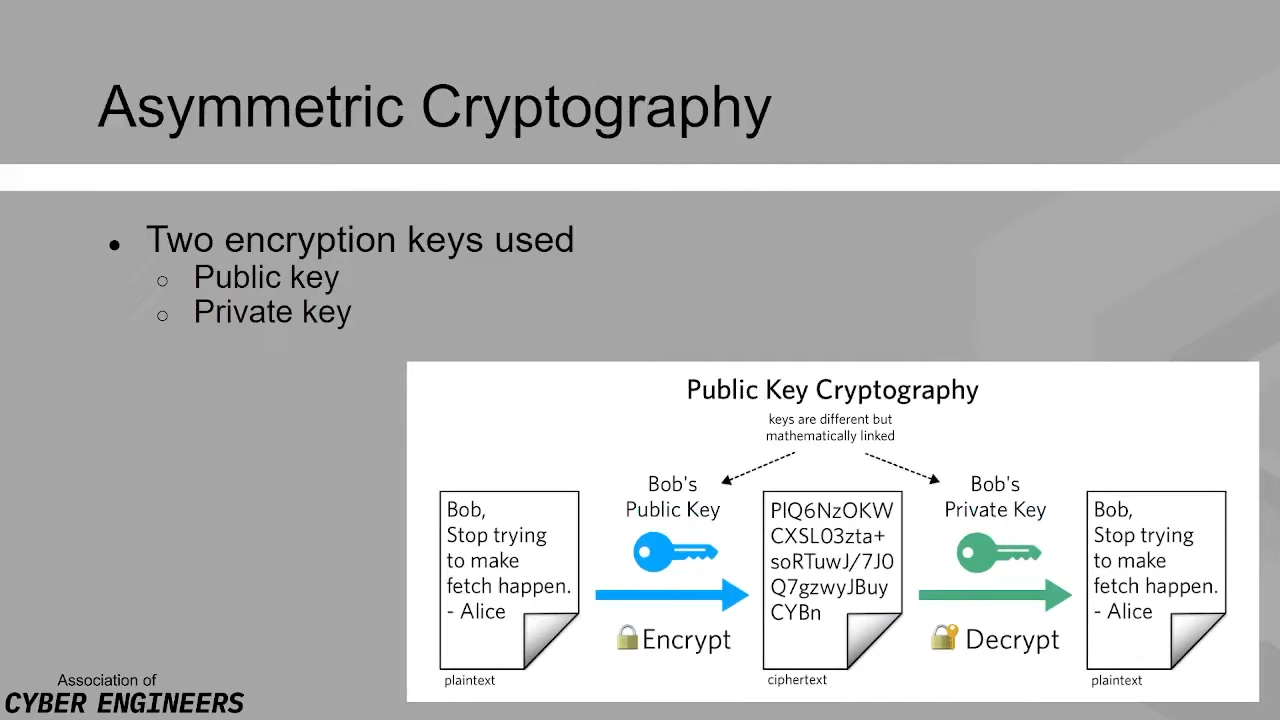 Asymmetric Cryptography
● Two encryption keys used
○ Public key
○ Private key
Public Key Cryptography
keys are different but
mathematically linked
Bob's
Public Key
Bob's
Private Key
Bob,
Stop trying
to make
fetch happen.
- Alice
plaintext
Encrypt
PlQ6NzOKW
CXSL03zta+
soRTuwJ/7J0
Q7gzwyJBuy
CYBn
ciphertext
Decrypt
Bob,
Stop trying
to make
fetch happen.
- Alice
plaintext
Association of
CYBER ENGINEERS